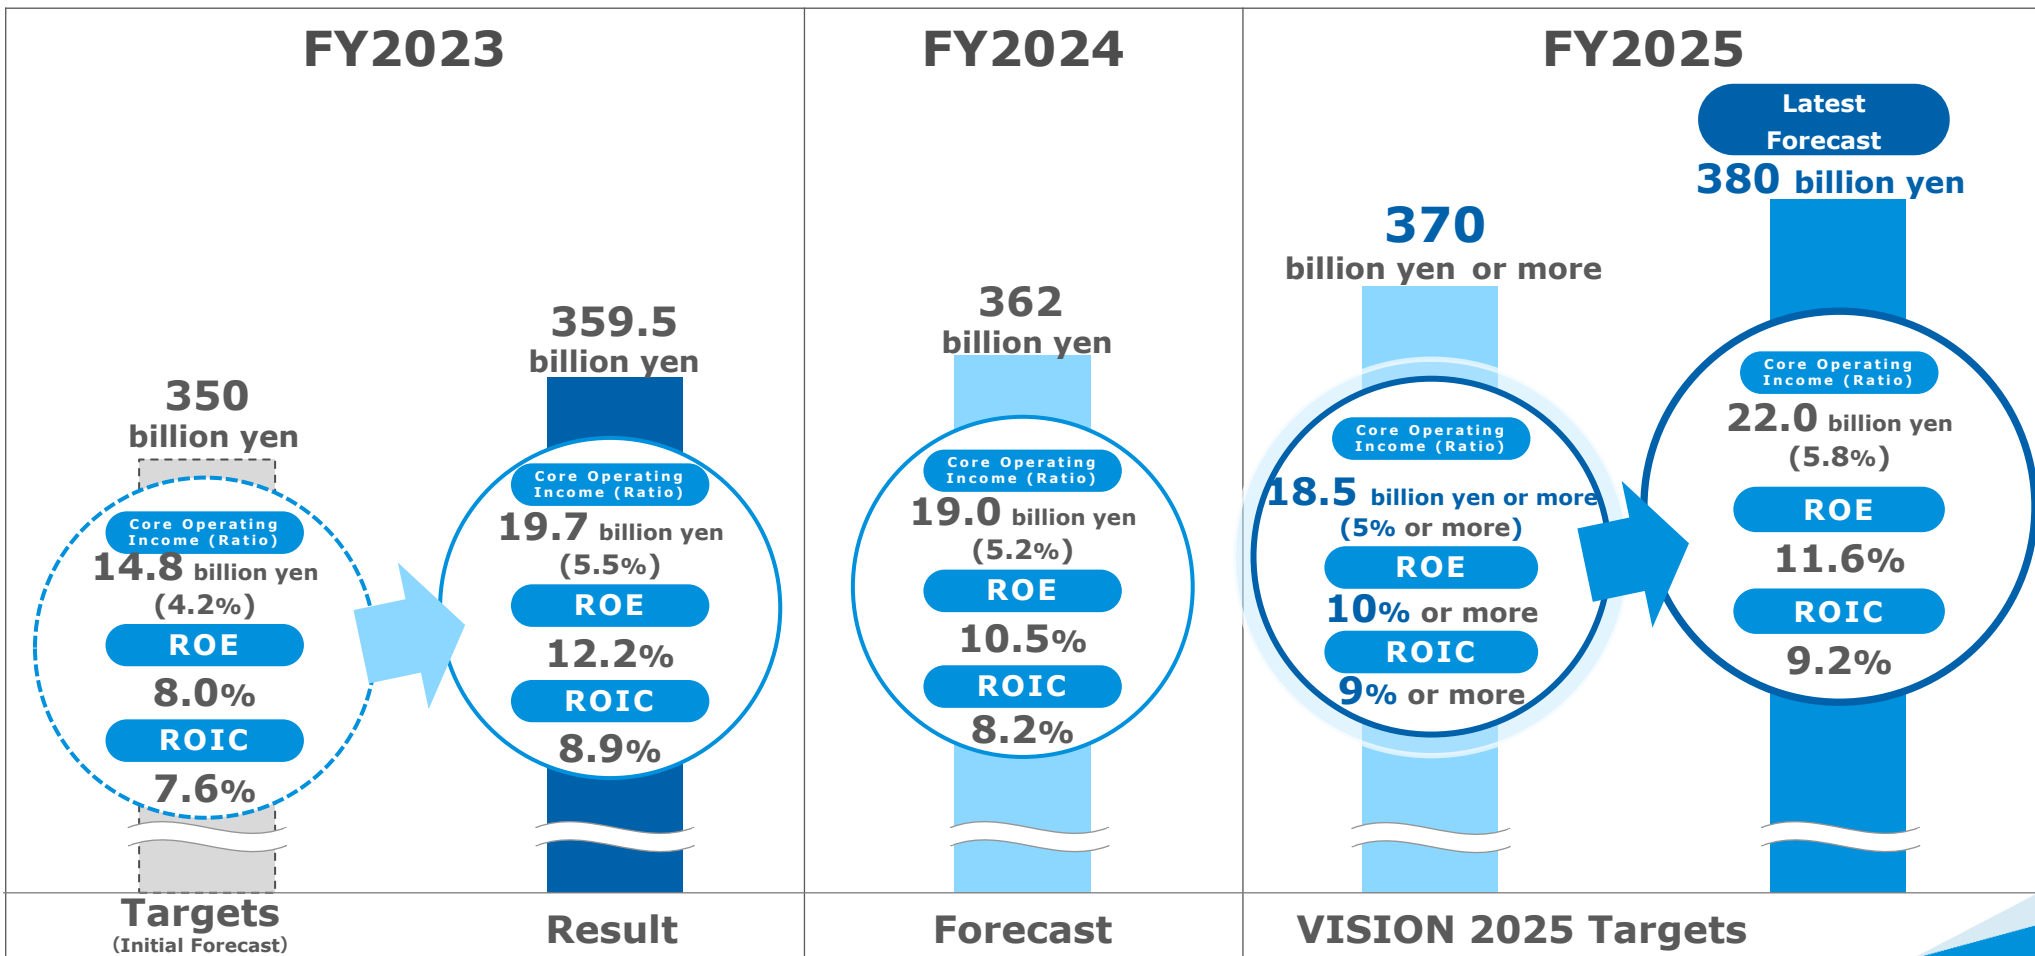 FY2023
350
billion yen
Core Operating
Income (Ratio)
14.8 billion yen
(4.2%)
ROE
8.0%
ROIC
7.6%
Targets
(Initial Forecast)
359.5
billion yen
Core Operating
Income (Ratio)
19.7 billion yen
(5.5%)
ROE
12.2%
ROIC
8.9%
Result
FY2024
362
billion yen
Core Operating
Income (Ratio)
19.0 billion yen
(5.2%)
ROE
10.5%
ROIC
8.2%
Forecast
FY2025
370
billion yen or more
Core Operating
Income (Ratio)
18.5 billion yen or more
(5% or more)
ROE
10% or more
ROIC
9% or more
Latest
Forecast
380 billion yen
Core Operating
Income (Ratio)
22.0 billion yen
(5.8%)
ROE
11.6%
ROIC
9.2%
VISION 2025 Targets